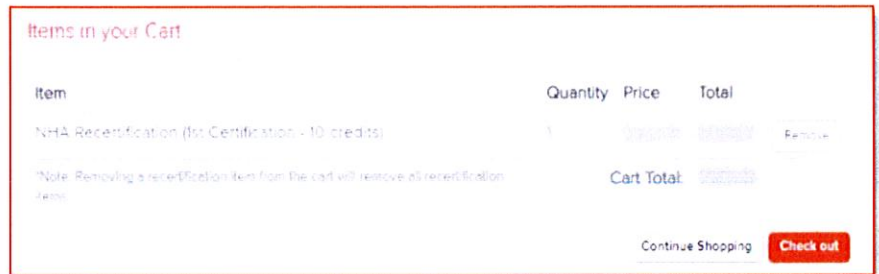 Items in your Cart
Item Quantity Price Total
NHA Recertification (1st Certification - 10 credits) 1 Remove
*Note: Removing a recertification item from the cart will remove all recertification
items
Cart Total:
Continue Shopping Check out